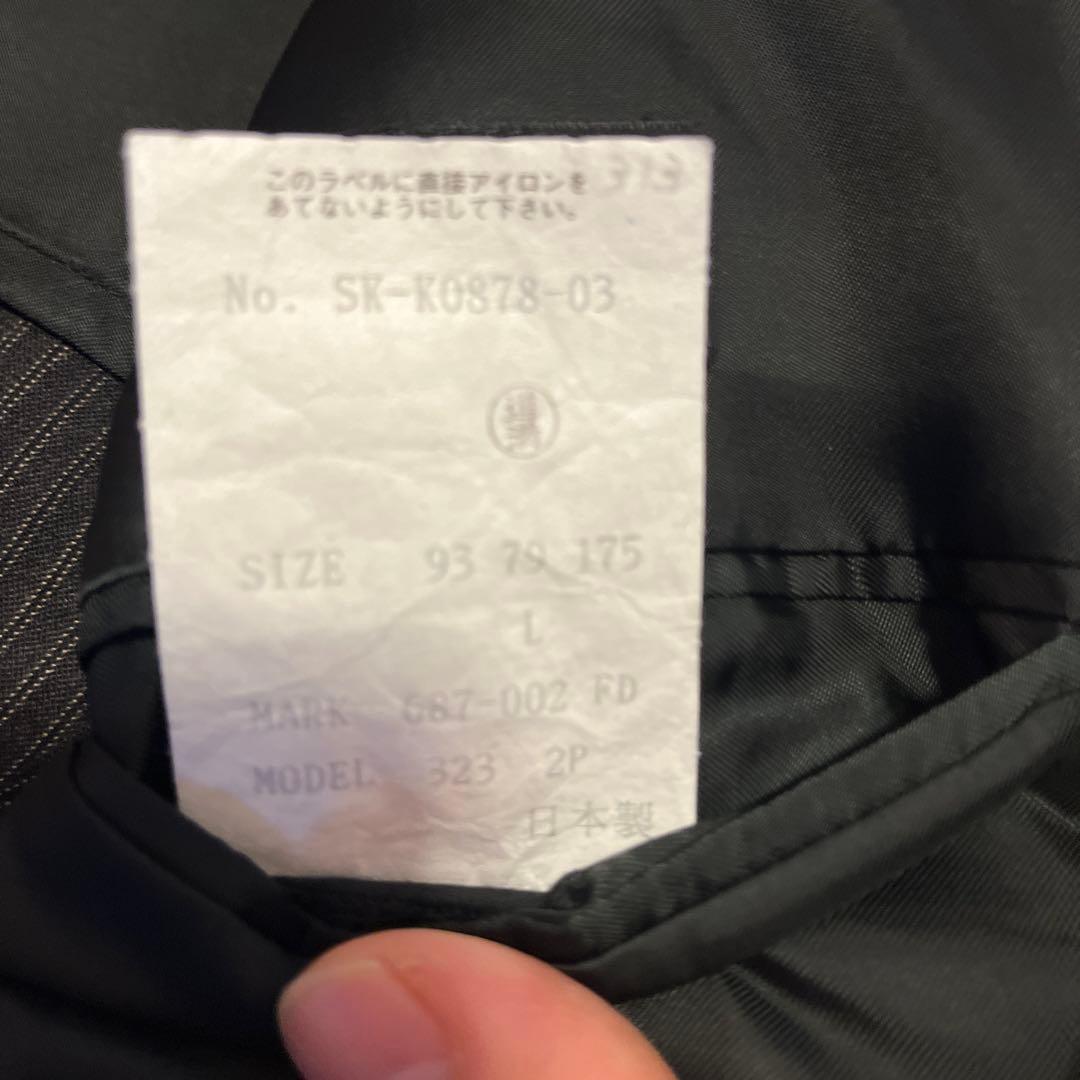 このラベルに直接アイロンを 313
あてないようにして下さい。
No. SK-K0878-03
SIZE 93 79 175
L
MARK 687-002 FD
MODEL 323 2P
日本製